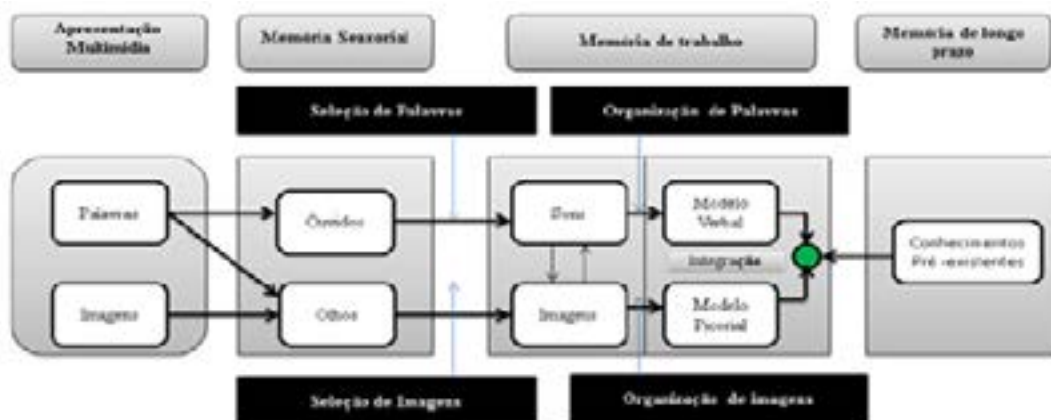 Apresentação
Multimídia
Memória Sensorial
Memória de trabalho
Memória de longo
prazo
Seleção de Palavras
Organização de Palavras
Palavras
Ouvidos
Sons
Modelo
Verbal
Integração
Conhecimentos
Pré-existentes
Imagens
Olhos
Imagens
Modelo
Picorial
Seleção de Imagens
Organização de imagens